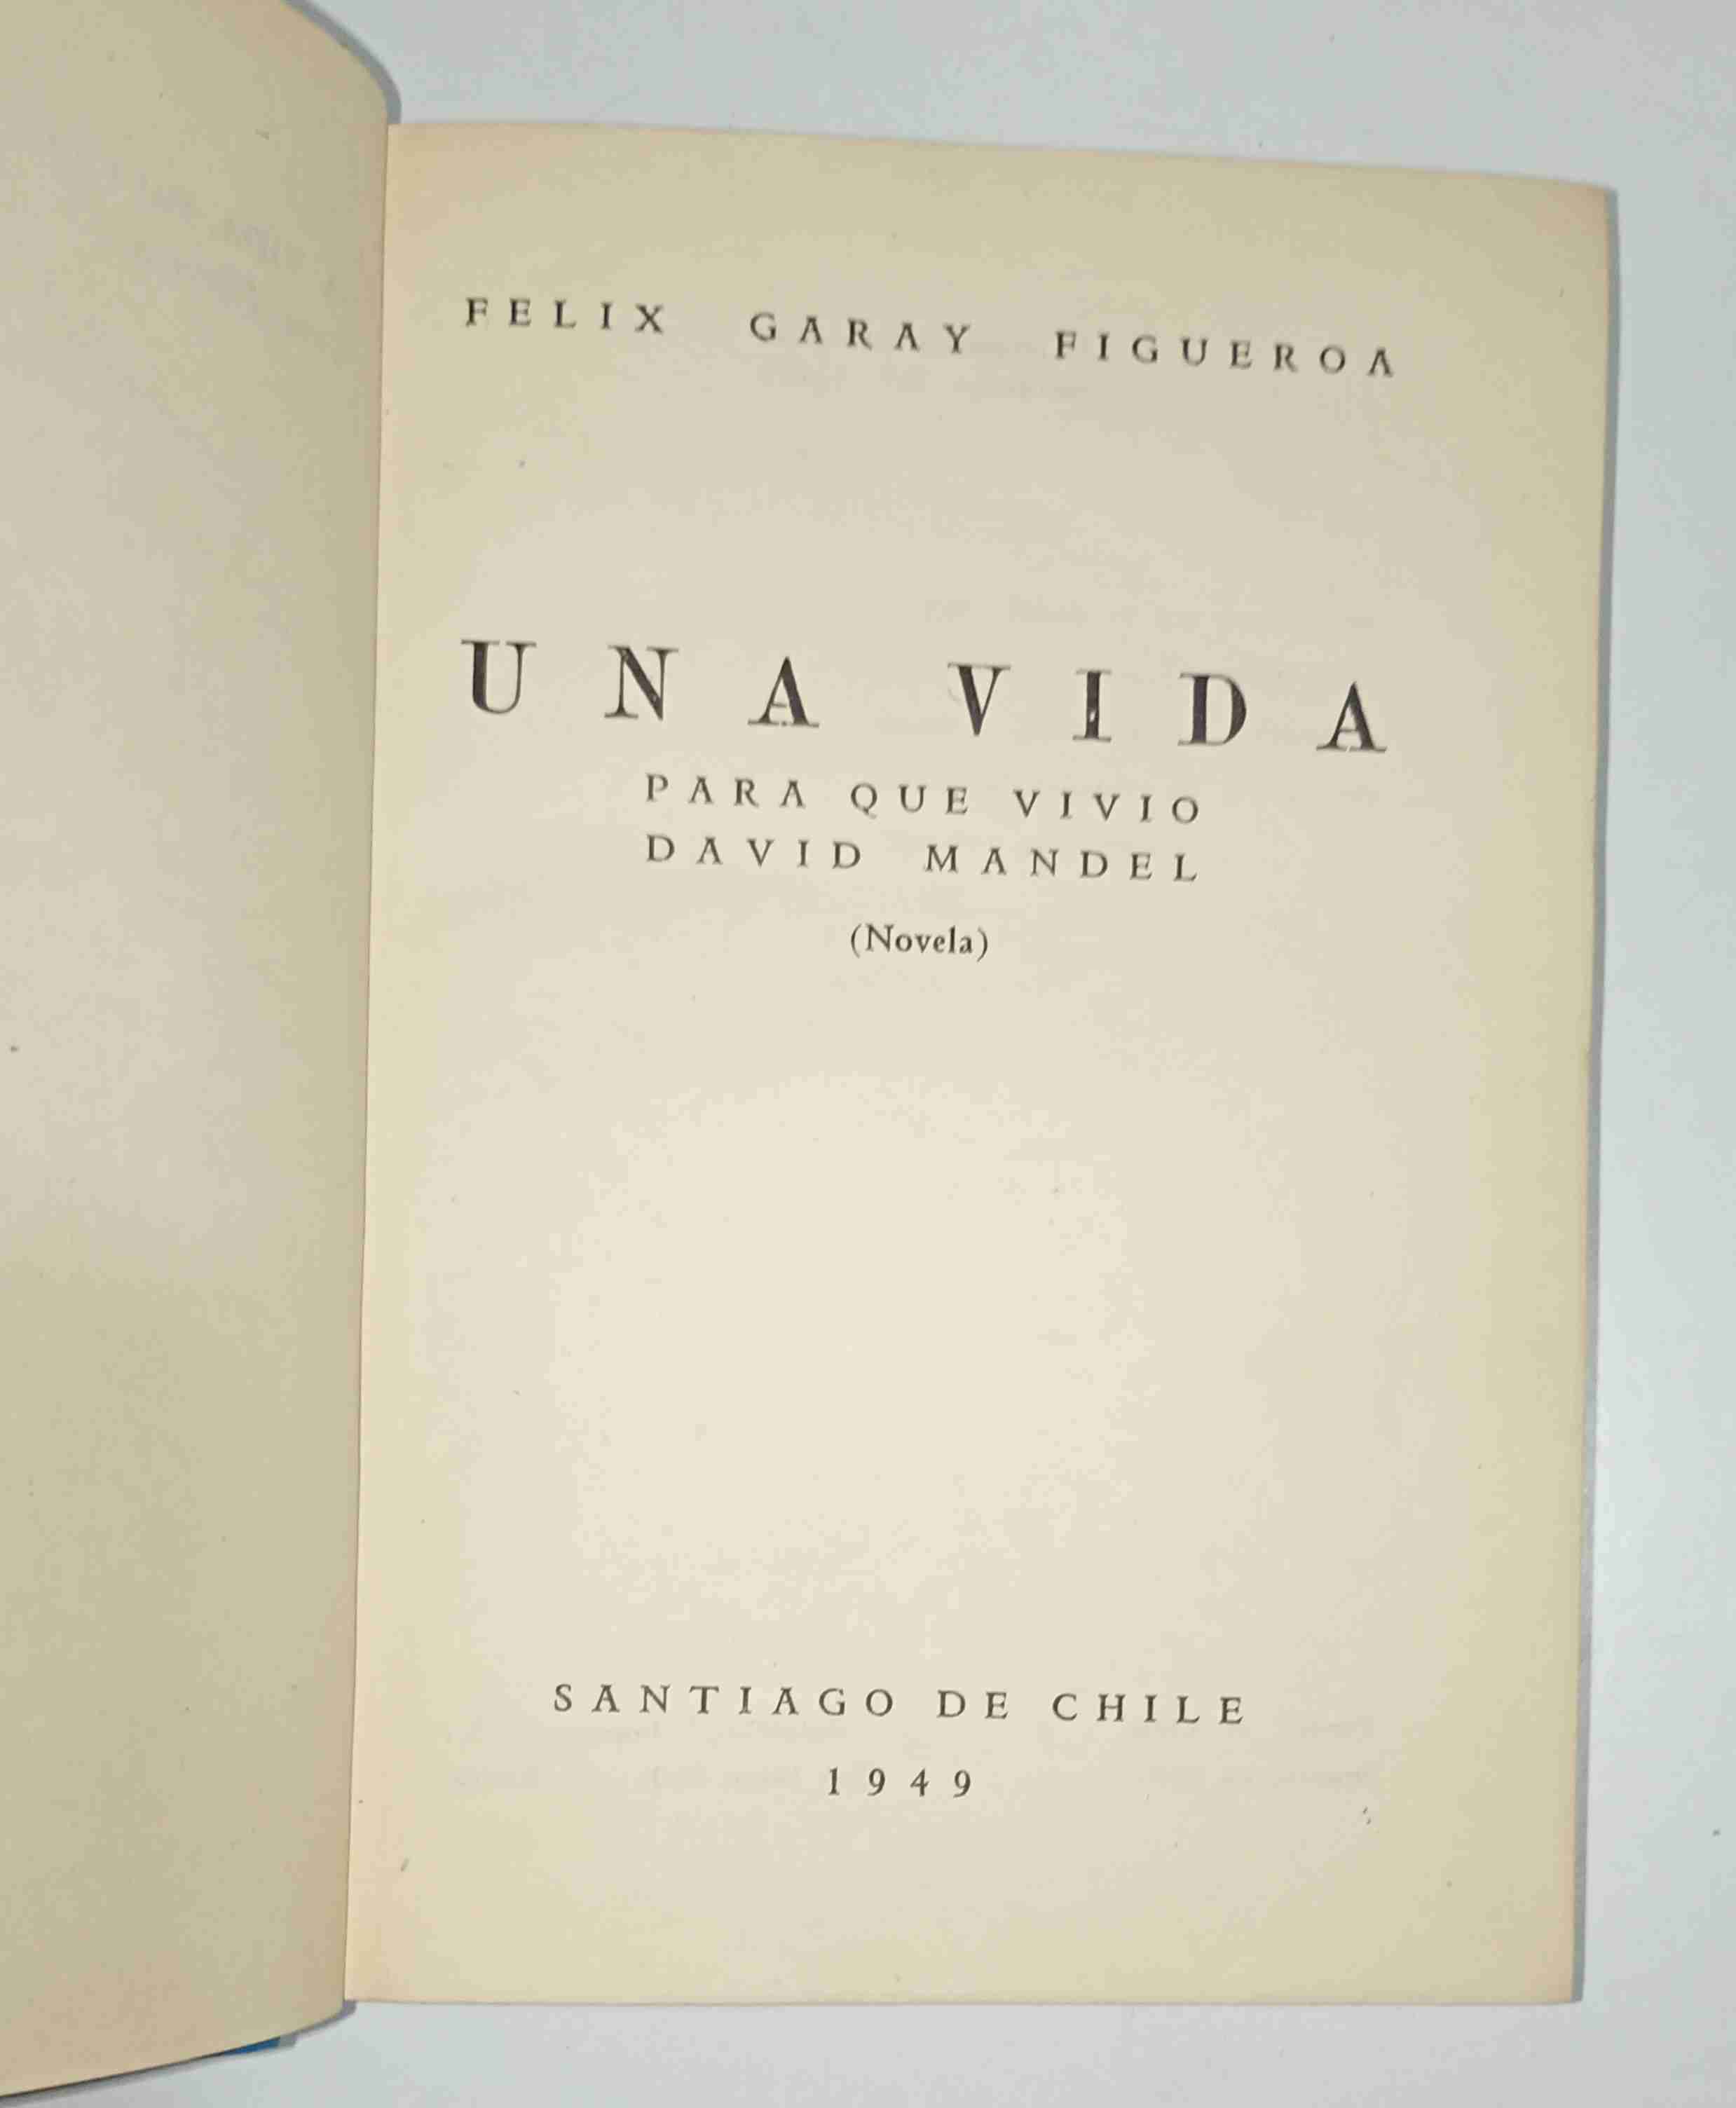 FELIX GARAY FIGUEROA
UNA VIDA
PARA QUE VIVIO
DAVID MANDEL
(Novela)
SANTIAGO DE CHILE
1949